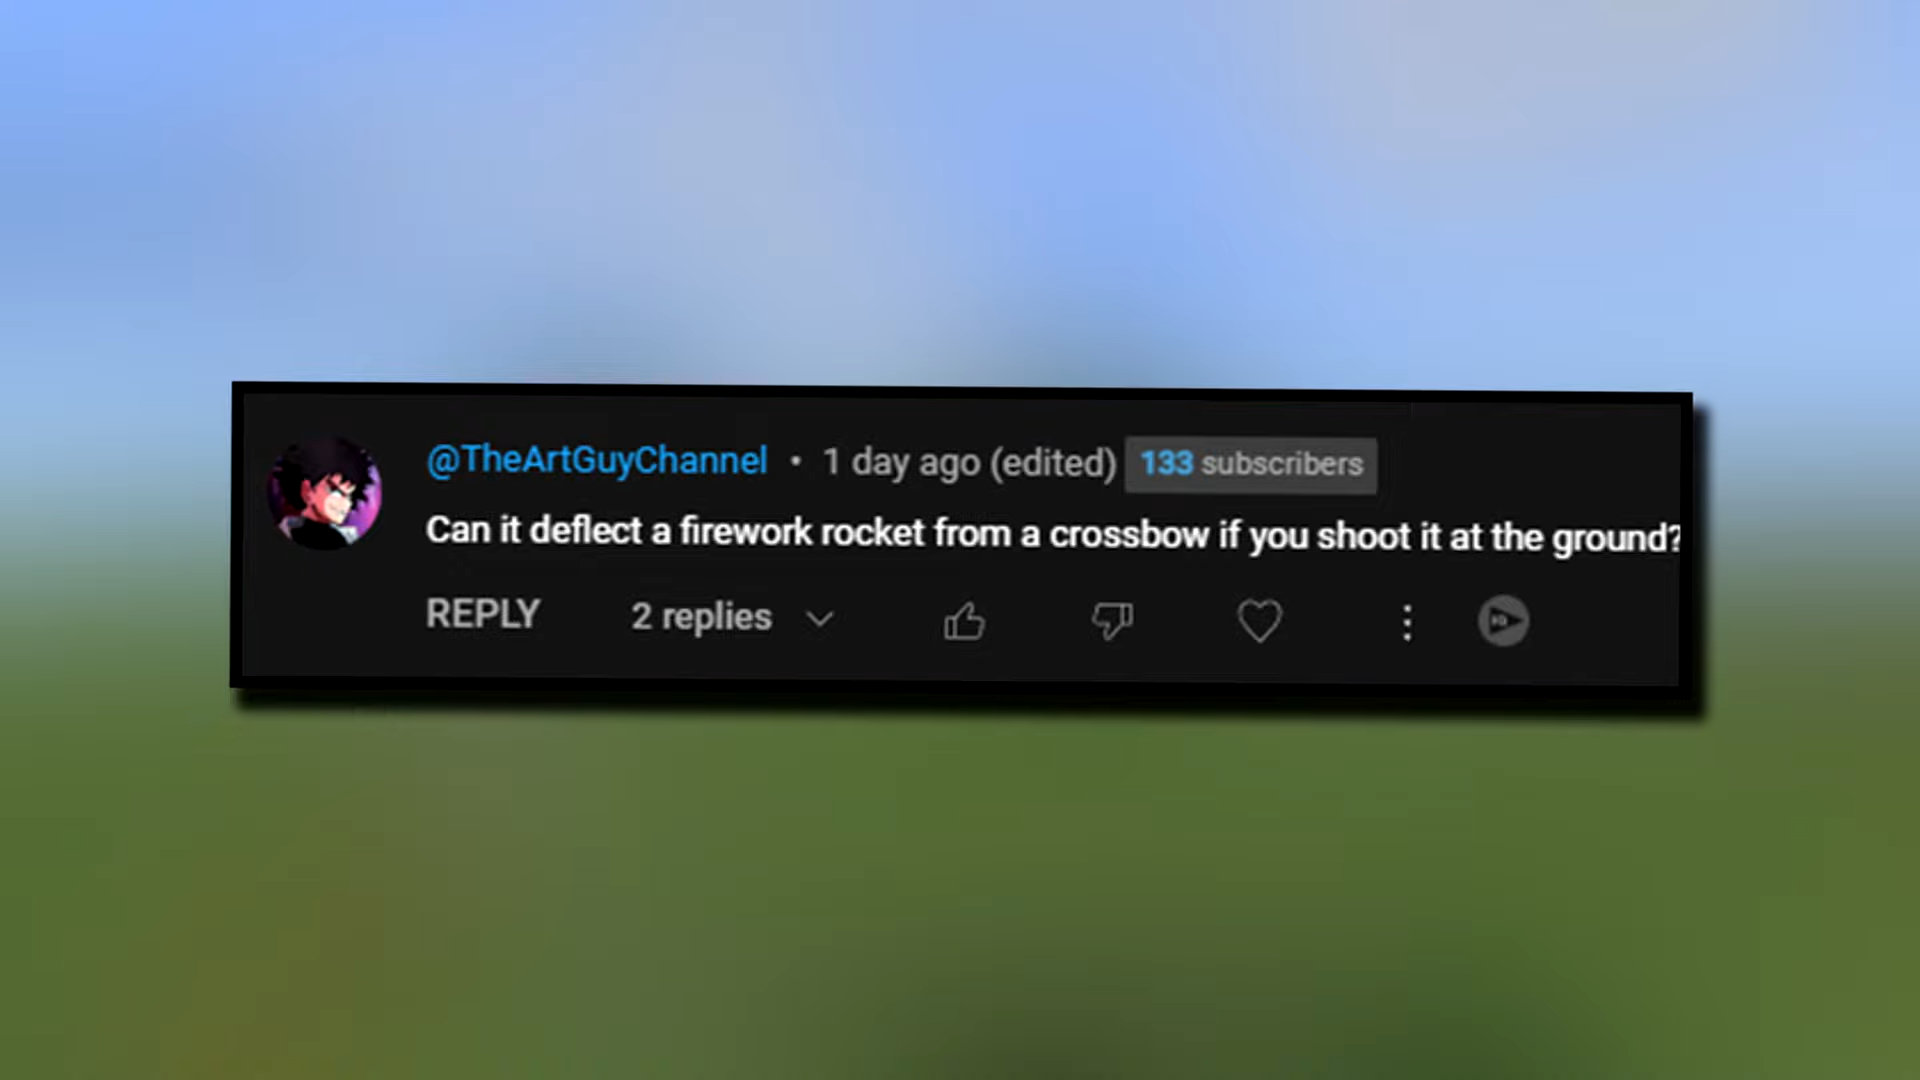 @TheArtGuyChannel • 1 day ago (edited) 133 subscribers
Can it deflect a firework rocket from a crossbow if you shoot it at the ground?
REPLY 2 replies